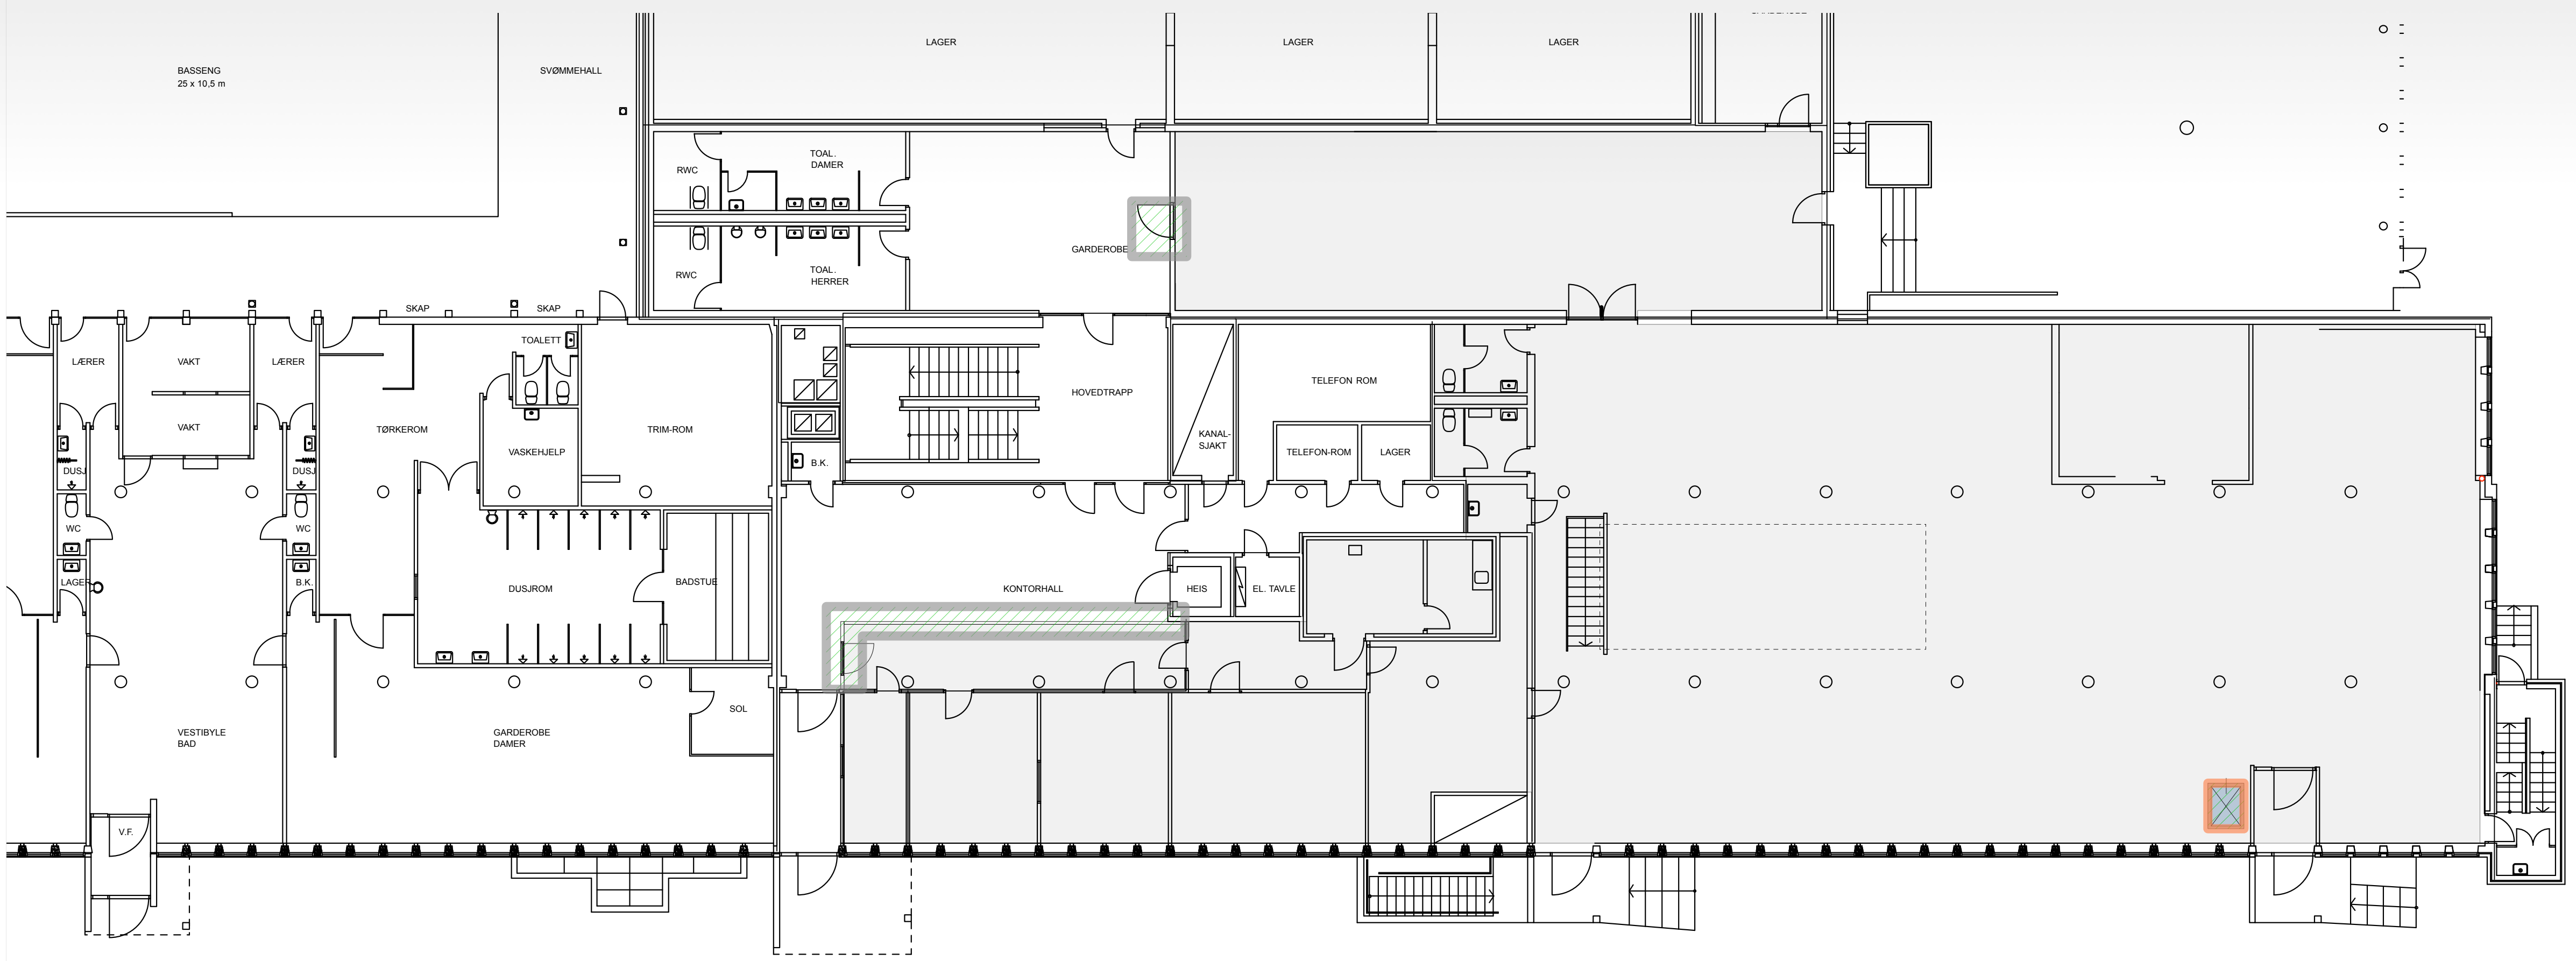 LAGER
LAGER
LAGER
BASSENG
25 x 10,5 m
SVØMMEHALL
TOAL.
DAMER
RWC
GARDEROBE
TOAL.
HERRER
RWC
SKAP
SKAP
TOALETT
LÆRER
VAKT
LÆRER
TELEFON ROM
HOVEDTRAPP
VAKT
TØRKEROM
TRIM-ROM
KANAL-
SJAKT
VASKEHJELP
TELEFON-ROM
LAGER
B.K.
DUSJ
DUSJ
WC
WC
LAGER
B.K.
DUSJROM
BADSTUE
KONTORHALL
HEIS
EL. TAVLE
SOL
VESTIBYLE
BAD
GARDEROBE
DAMER
V.F.